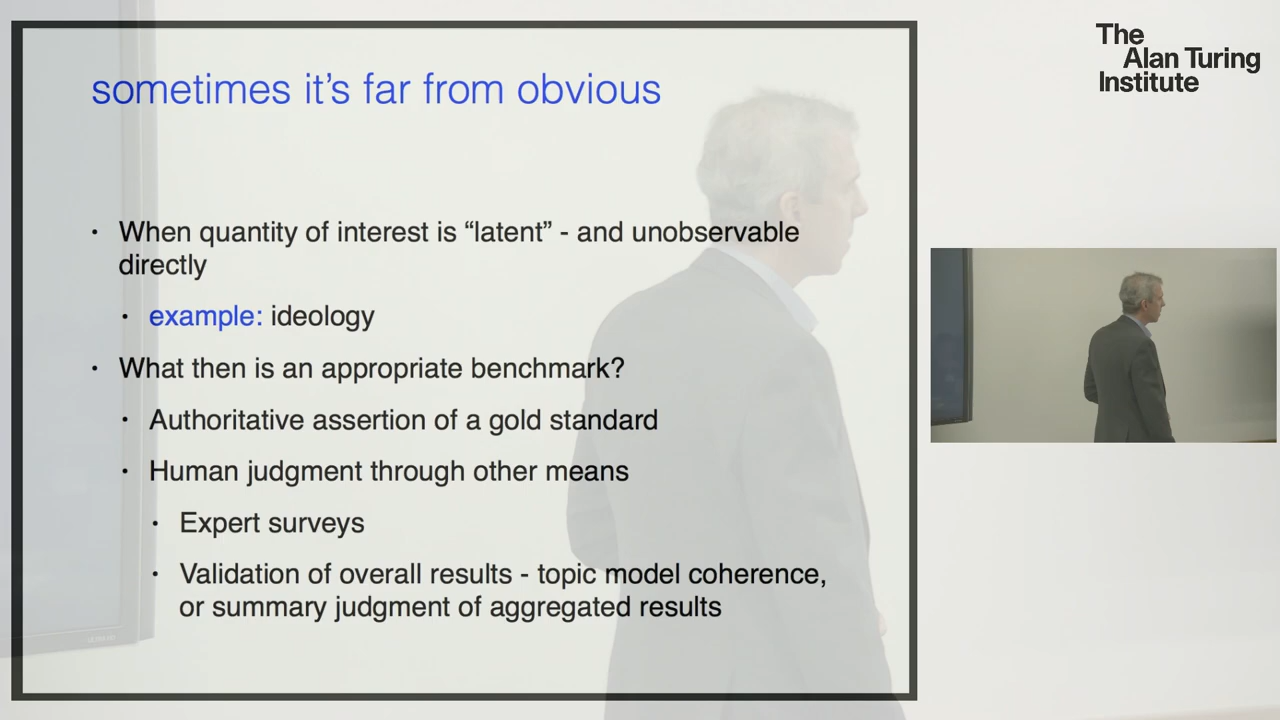 The
Alan Turing
Institute
sometimes it's far from obvious
• When quantity of interest is “latent” - and unobservable
directly
• example: ideology
• What then is an appropriate benchmark?
• Authoritative assertion of a gold standard
• Human judgment through other means
• Expert surveys
• Validation of overall results - topic model coherence,
or summary judgment of aggregated results